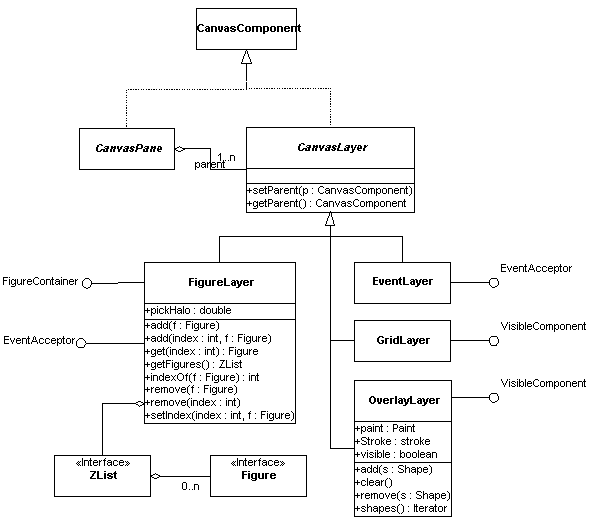 CanvasComponent
CanvasPane
1..n
parent
CanvasLayer
+setParent(p : CanvasComponent)
+getParent() : CanvasComponent
FigureContainer
EventAcceptor
FigureLayer
+pickHalo : double
+add(f : Figure)
+add(index : int, f : Figure)
+get(index : int) : Figure
+getFigures() : ZList
+indexOf(f : Figure) : int
+remove(f : Figure)
+remove(index : int)
+setIndex(index : int, f : Figure)
EventLayer
EventAcceptor
GridLayer
VisibleComponent
OverlayLayer
+paint : Paint
+Stroke : stroke
+visible : boolean
+add(s : Shape)
+clear()
+remove(s : Shape)
+shapes() : Iterator
VisibleComponent
«Interface»
ZList
0..n
«Interface»
Figure